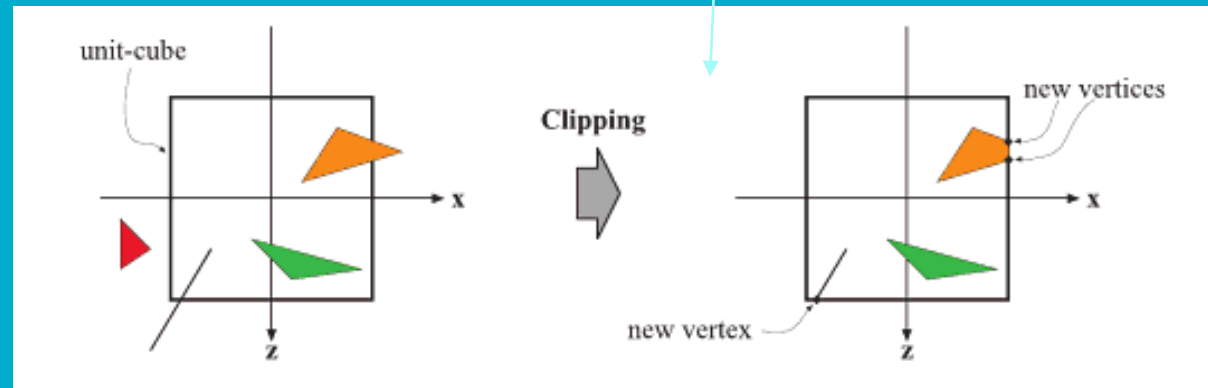 unit-cube
x
z
Clipping
new vertices
x
new vertex
z